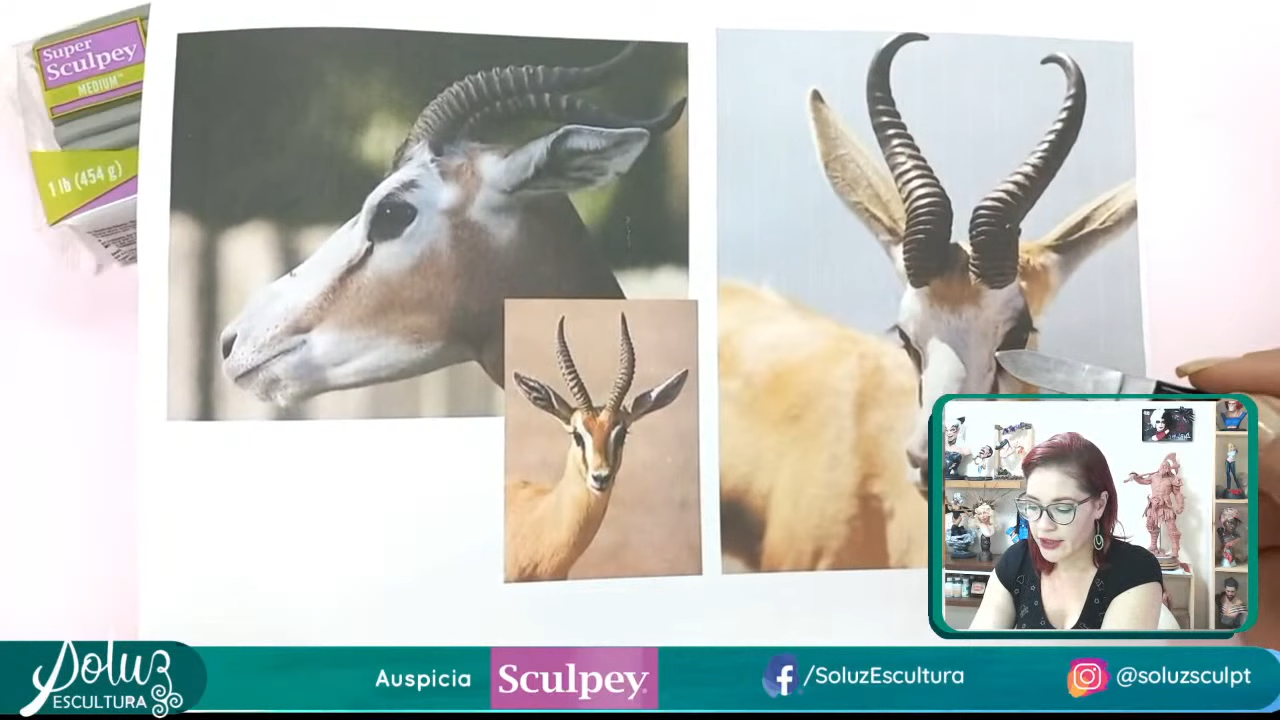 Super
Sculpey
MEDIUM
1 lb (454 g)
Soluz
ESCULTURA
Auspicia
Sculpey
/SoluzEscultura
@soluzsculpt